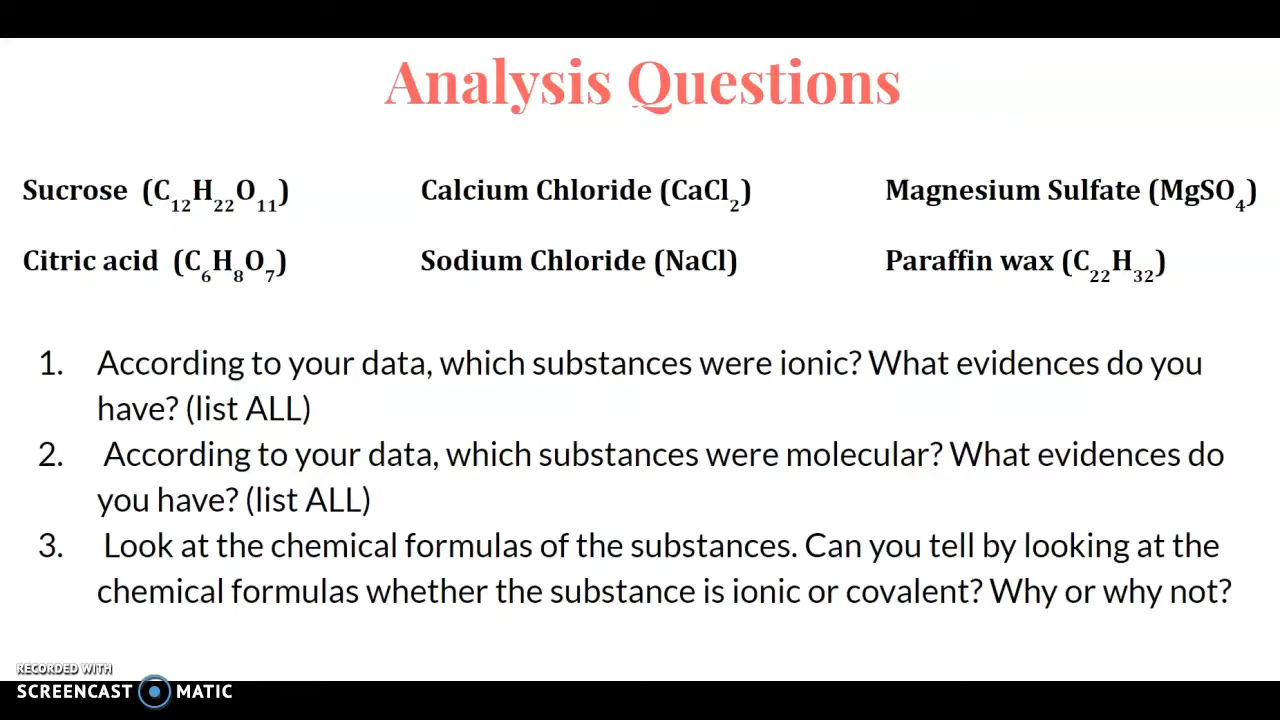 Analysis Questions
Sucrose (C₁₂H₂₂O₁₁) Calcium Chloride (CaCl₂) Magnesium Sulfate (MgSO₄)
Citric acid (C₆H₈O₇) Sodium Chloride (NaCl) Paraffin wax (C₂₂H₃₂)
1. According to your data, which substances were ionic? What evidences do you
have? (list ALL)
2. According to your data, which substances were molecular? What evidences do
you have? (list ALL)
3. Look at the chemical formulas of the substances. Can you tell by looking at the
chemical formulas whether the substance is ionic or covalent? Why or why not?
RECORDED WITH
SCREENCAST MATIC